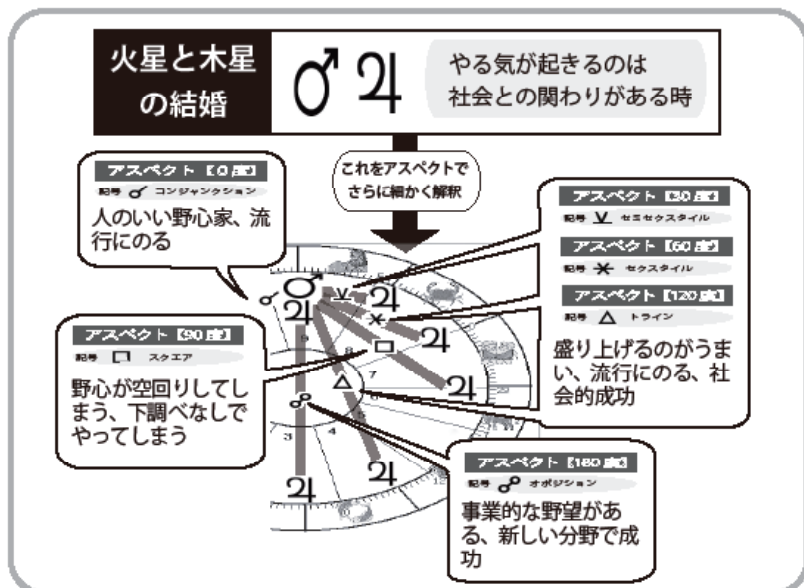 火星と木星
の結婚
♂ ♃
やる気が起きるのは
社会との関わりがある時
これをアスペクトで
さらに細かく解釈
アスペクト【0度】
記号 ☌ コンジャンクション
人のいい野心家、流
行にのる
アスペクト【30度】
記号 ⚺ セミセクスタイル
アスペクト【60度】
記号 ⚹ セクスタイル
アスペクト【120度】
記号 △ トライン
盛り上げるのがうま
い、流行にのる、社
会的成功
アスペクト【90度】
記号 □ スクエア
野心が空回りしてし
まう、下調べなしで
やってしまう
アスペクト【180度】
記号 ☍ オポジション
事業的な野望があ
る、新しい分野で成
功
9
8
7
6
5
4
3